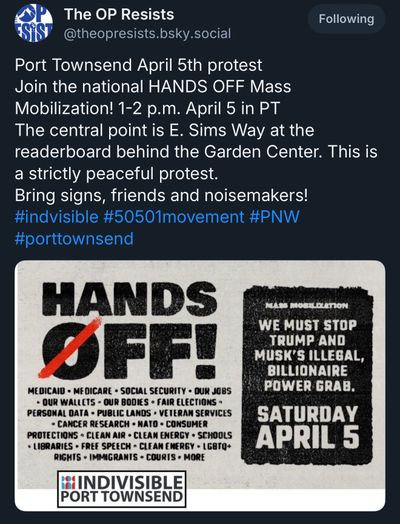 The OP Resists
@theopresists.bsky.social
Following
OP
RESIST
Port Townsend April 5th protest
Join the national HANDS OFF Mass
Mobilization! 1-2 p.m. April 5 in PT
The central point is E. Sims Way at the
readerboard behind the Garden Center. This is
a strictly peaceful protest.
Bring signs, friends and noisemakers!
#indvisible #50501movement #PNW
#porttownsend
HANDS
OFF!
MEDICAID • MEDICARE • SOCIAL SECURITY • OUR JOBS
• OUR WALLETS • OUR BODIES • FAIR ELECTIONS •
PERSONAL DATA • PUBLIC LANDS • VETERAN SERVICES
• CANCER RESEARCH • NATO • CONSUMER
PROTECTIONS • CLEAN AIR • CLEAN ENERGY • SCHOOLS
• LIBRARIES • FREE SPEECH • CLEAN ENERGY • LGBTQ+
RIGHTS • IMMIGRANTS • COURTS • MORE
MASS MOBILIZATION
WE MUST STOP
TRUMP AND
MUSK'S ILLEGAL,
BILLIONAIRE
POWER GRAB.
SATURDAY
APRIL 5
INDIVISIBLE
PORT TOWNSEND